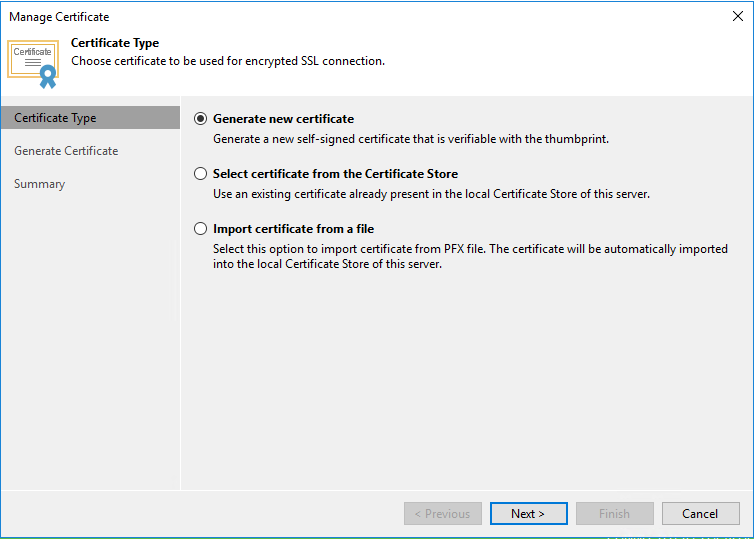 Manage Certificate
Certificate Type
Choose certificate to be used for encrypted SSL connection.
Certificate
Certificate Type
Generate Certificate
Summary
Generate new certificate
Generate a new self-signed certificate that is verifiable with the thumbprint.
Select certificate from the Certificate Store
Use an existing certificate already present in the local Certificate Store of this server.
Import certificate from a file
Select this option to import certificate from PFX file. The certificate will be automatically imported
into the local Certificate Store of this server.
< Previous
Next >
Finish
Cancel